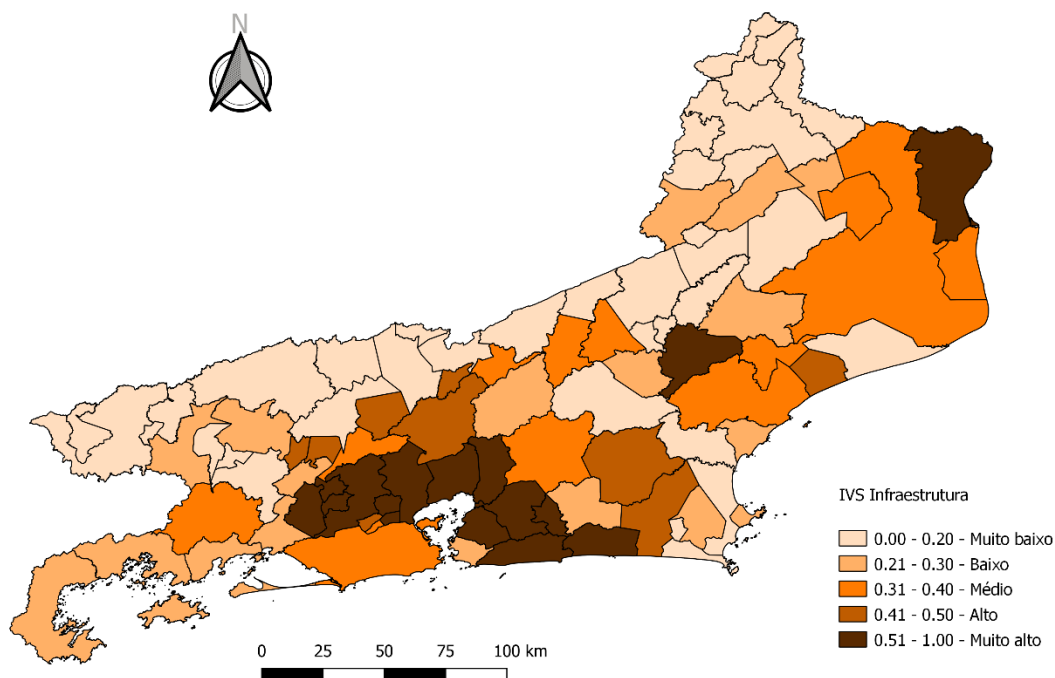 N
IVS Infraestrutura
0.00 - 0.20 - Muito baixo
0.21 - 0.30 - Baixo
0.31 - 0.40 - Médio
0.41 - 0.50 - Alto
0.51 - 1.00 - Muito alto
0 25 50 75 100 km